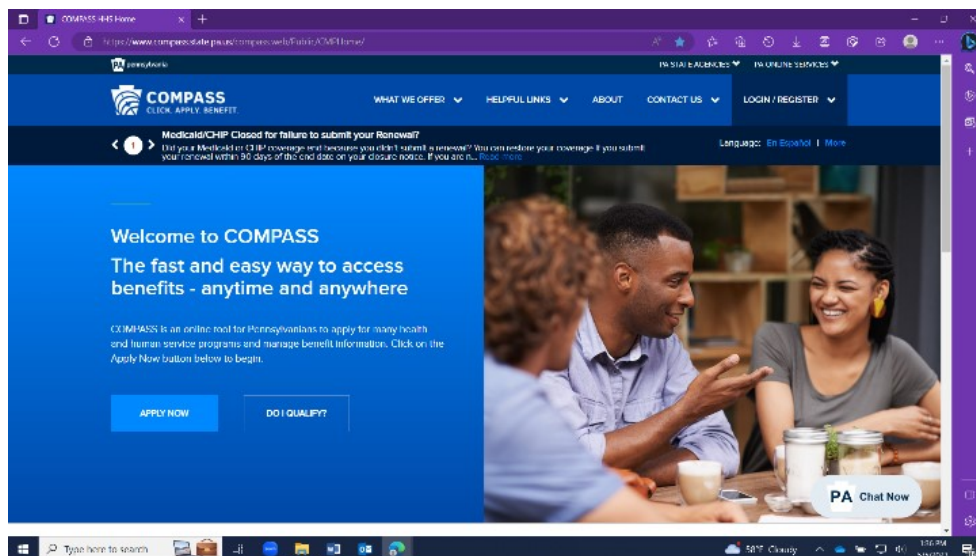 COMPASS HHS Home
https://www.compass.state.pa.us/compass.web/Public/CMPHome/
PA pennsylvania
PA STATE AGENCIES
PA ONLINE SERVICES
COMPASS
CLICK. APPLY. BENEFIT.
WHAT WE OFFER
HELPFUL LINKS
ABOUT
CONTACT US
LOGIN / REGISTER
1
Medicaid/CHIP Closed for failure to submit your Renewal?
Did your Medicaid or CHIP coverage end because you didn't submit a renewal? You can restore your coverage if you submit
your renewal within 90 days of the end date on your closure notice. If you are n... Read more
Language: En Español | More
Welcome to COMPASS
The fast and easy way to access
benefits - anytime and anywhere
COMPASS is an online tool for Pennsylvanians to apply for many health
and human service programs and manage benefit information. Click on the
Apply Now button below to begin.
APPLY NOW
DO I QUALIFY?
PA Chat Now
Type here to search
58°F Cloudy
1:36 PM